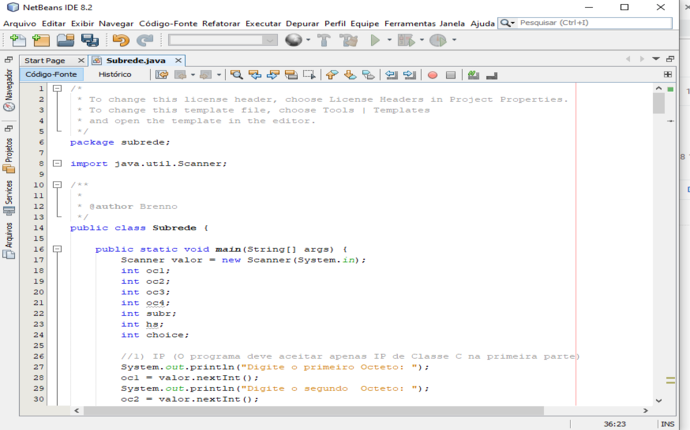 NetBeans IDE 8.2
Arquivo Editar Exibir Navegar Código-Fonte Refatorar Executar Depurar Perfil Equipe Ferramentas Janela Ajuda Pesquisar (Ctrl+I)
Start Page Subrede.java
Código-Fonte Histórico
Navegador
Projetos
Services
Arquivos
1 /*
2 * To change this license header, choose License Headers in Project Properties.
3 * To change this template file, choose Tools | Templates
4 * and open the template in the editor.
5 */
6 package subrede;
7
8 import java.util.Scanner;
9
10 /**
11 *
12 * @author Brenno
13 */
14 public class Subrede {
15
16 public static void main(String[] args) {
17 Scanner valor = new Scanner(System.in);
18 int oc1;
19 int oc2;
20 int oc3;
21 int oc4;
22 int subr;
23 int hs;
24 int choice;
25
26 //1) IP (O programa deve aceitar apenas IP de Classe C na primeira parte)
27 System.out.println("Digite o primeiro Octeto: ");
28 oc1 = valor.nextInt();
29 System.out.println("Digite o segundo  Octeto: ");
30 oc2 = valor.nextInt();
36:23 INS